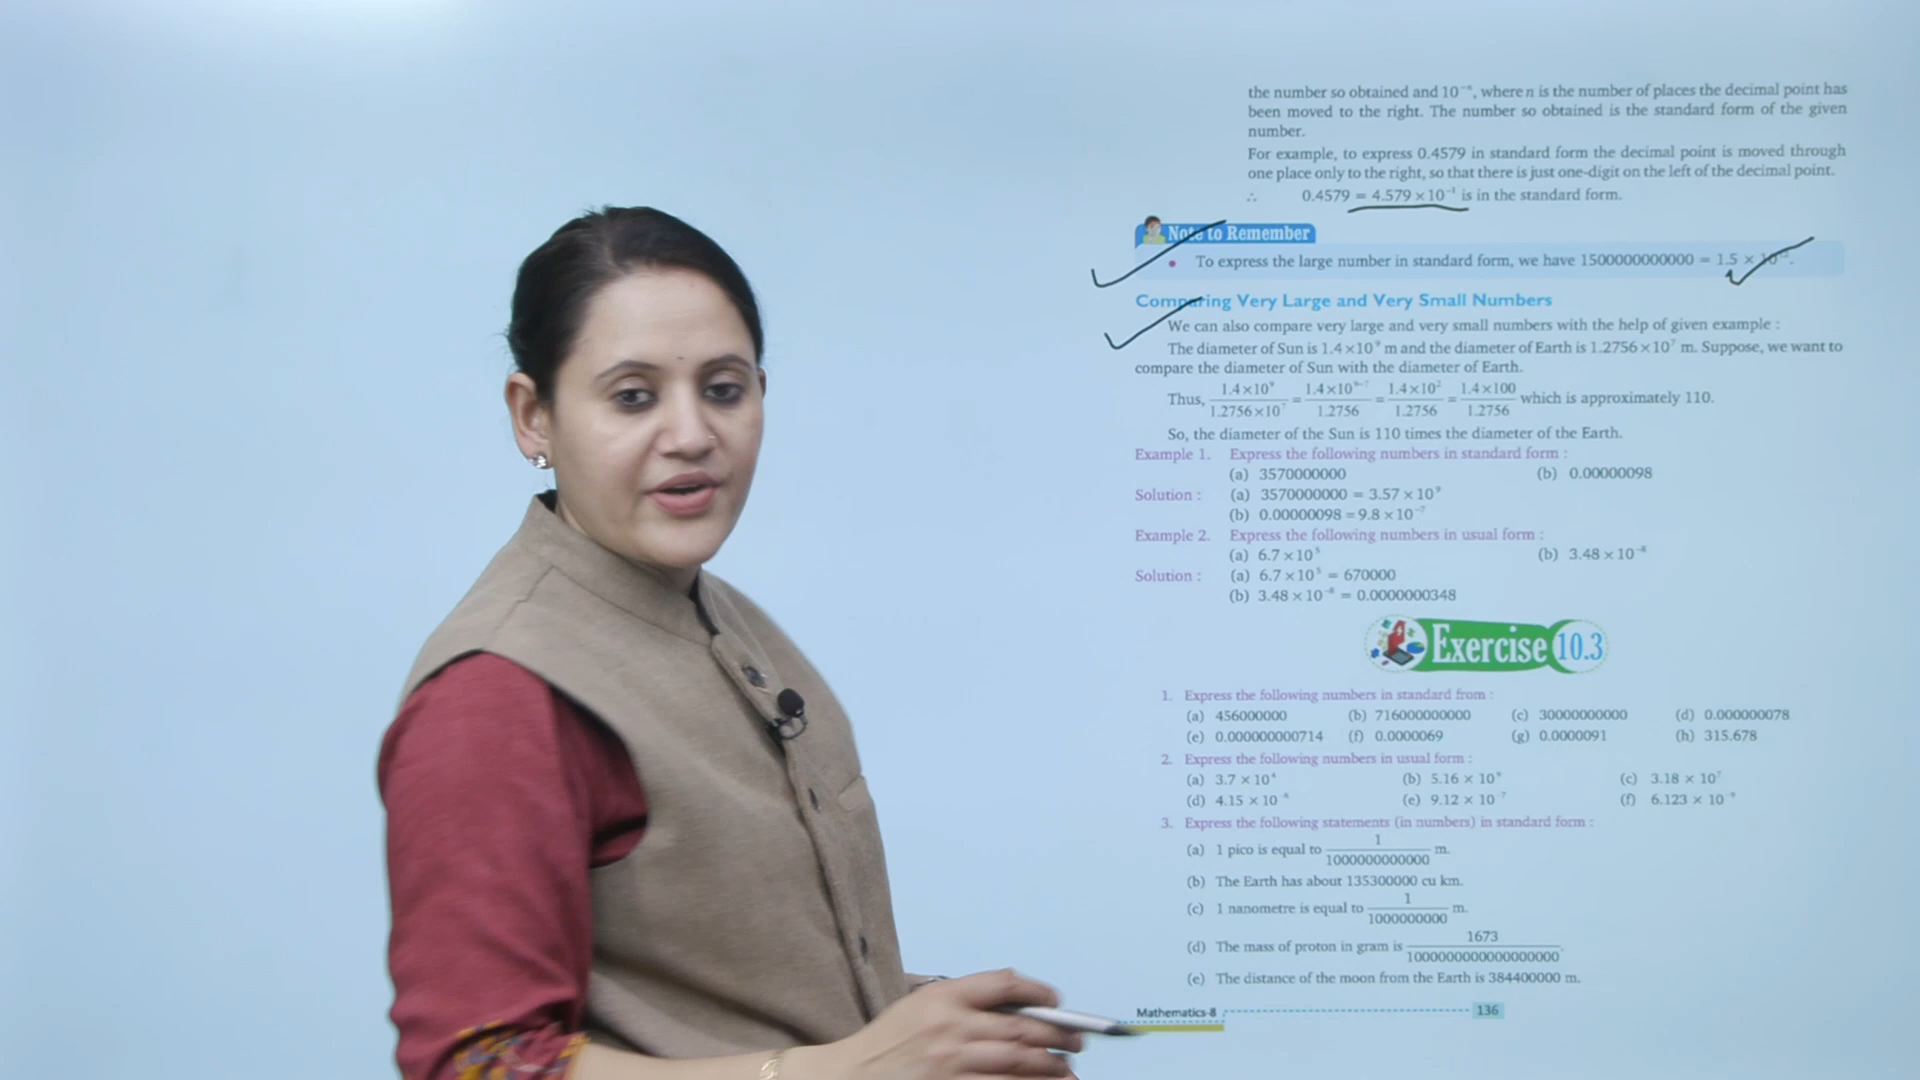 the number so obtained and 10⁻ⁿ, where n is the number of places the decimal point has
been moved to the right. The number so obtained is the standard form of the given
number.
For example, to express 0.4579 in standard form the decimal point is moved through
one place only to the right, so that there is just one-digit on the left of the decimal point.
∴ 0.4579 = 4.579 × 10⁻¹ is in the standard form.
Note to Remember
• To express the large number in standard form, we have 1500000000000 = 1.5 ×
Comparing Very Large and Very Small Numbers
We can also compare very large and very small numbers with the help of given example :
The diameter of Sun is 1.4×10⁹ m and the diameter of Earth is 1.2756×10⁷ m. Suppose, we want to
compare the diameter of Sun with the diameter of Earth.
Thus, 1.4×10⁹/1.2756×10⁷ = 1.4×10⁹⁻⁷/1.2756 = 1.4×10²/1.2756 = 1.4×100/1.2756 which is approximately 110.
So, the diameter of the Sun is 110 times the diameter of the Earth.
Example 1. Express the following numbers in standard form :
(a) 3570000000 (b) 0.00000098
Solution : (a) 3570000000 = 3.57 × 10⁹
(b) 0.00000098 = 9.8 × 10⁻⁷
Example 2. Express the following numbers in usual form :
(a) 6.7 × 10⁵ (b) 3.48 × 10⁻⁸
Solution : (a) 6.7 × 10⁵ = 670000
(b) 3.48 × 10⁻⁸ = 0.0000000348
Exercise 10.3
1. Express the following numbers in standard from :
(a) 456000000 (b) 716000000000 (c) 30000000000 (d) 0.000000078
(e) 0.000000000714 (f) 0.0000069 (g) 0.0000091 (h) 315.678
2. Express the following numbers in usual form :
(a) 3.7 × 10⁴ (b) 5.16 × 10⁹ (c) 3.18 × 10⁷
(d) 4.15 × (e) 9.12 × 10⁻⁷ (f) 6.123 × 10⁻⁹
3. Express the following statements (in numbers) in standard form :
(a) 1 pico is equal to 1/1000000000000 m.
(b) The Earth has about 135300000 cu km.
(c) 1 nanometre is equal to 1/1000000000 m.
(d) The mass of proton in gram is 1673/
(e) The distance of the moon from the Earth is 384400000 m.
Mathematics-8 136